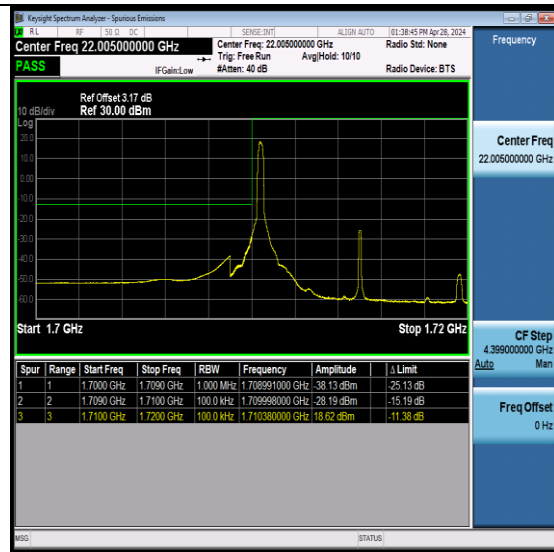 Keysight Spectrum Analyzer - Spurious Emissions
RL RF 50 Ω DC SENSE:INT ALIGN AUTO 01:38:45 PM Apr 28, 2024
Center Freq 22.005000000 GHz Center Freq: 22.005000000 GHz Radio Std: None Frequency
Trig: Free Run Avg|Hold: 10/10
PASS IFGain:Low #Atten: 40 dB Radio Device: BTS
Ref Offset 3.17 dB
10 dB/div Ref 30.00 dBm
Log
20.0
10.0
0.00
-10.0
-20.0
-30.0
-40.0
-50.0
-60.0
Start 1.7 GHz Stop 1.72 GHz
Center Freq
22.005000000 GHz
CF Step
4.399000000 GHz
Auto Man
Freq Offset
0 Hz
Spur Range Start Freq Stop Freq RBW Frequency Amplitude Δ Limit
1 1 1.7000 GHz 1.7090 GHz 1.000 MHz 1.708991000 GHz -38.13 dBm -25.13 dB
2 2 1.7090 GHz 1.7100 GHz 100.0 kHz 1.709998000 GHz -28.19 dBm -15.19 dB
3 3 1.7100 GHz 1.7200 GHz 100.0 kHz 1.710380000 GHz 18.62 dBm -11.38 dB
MSG STATUS